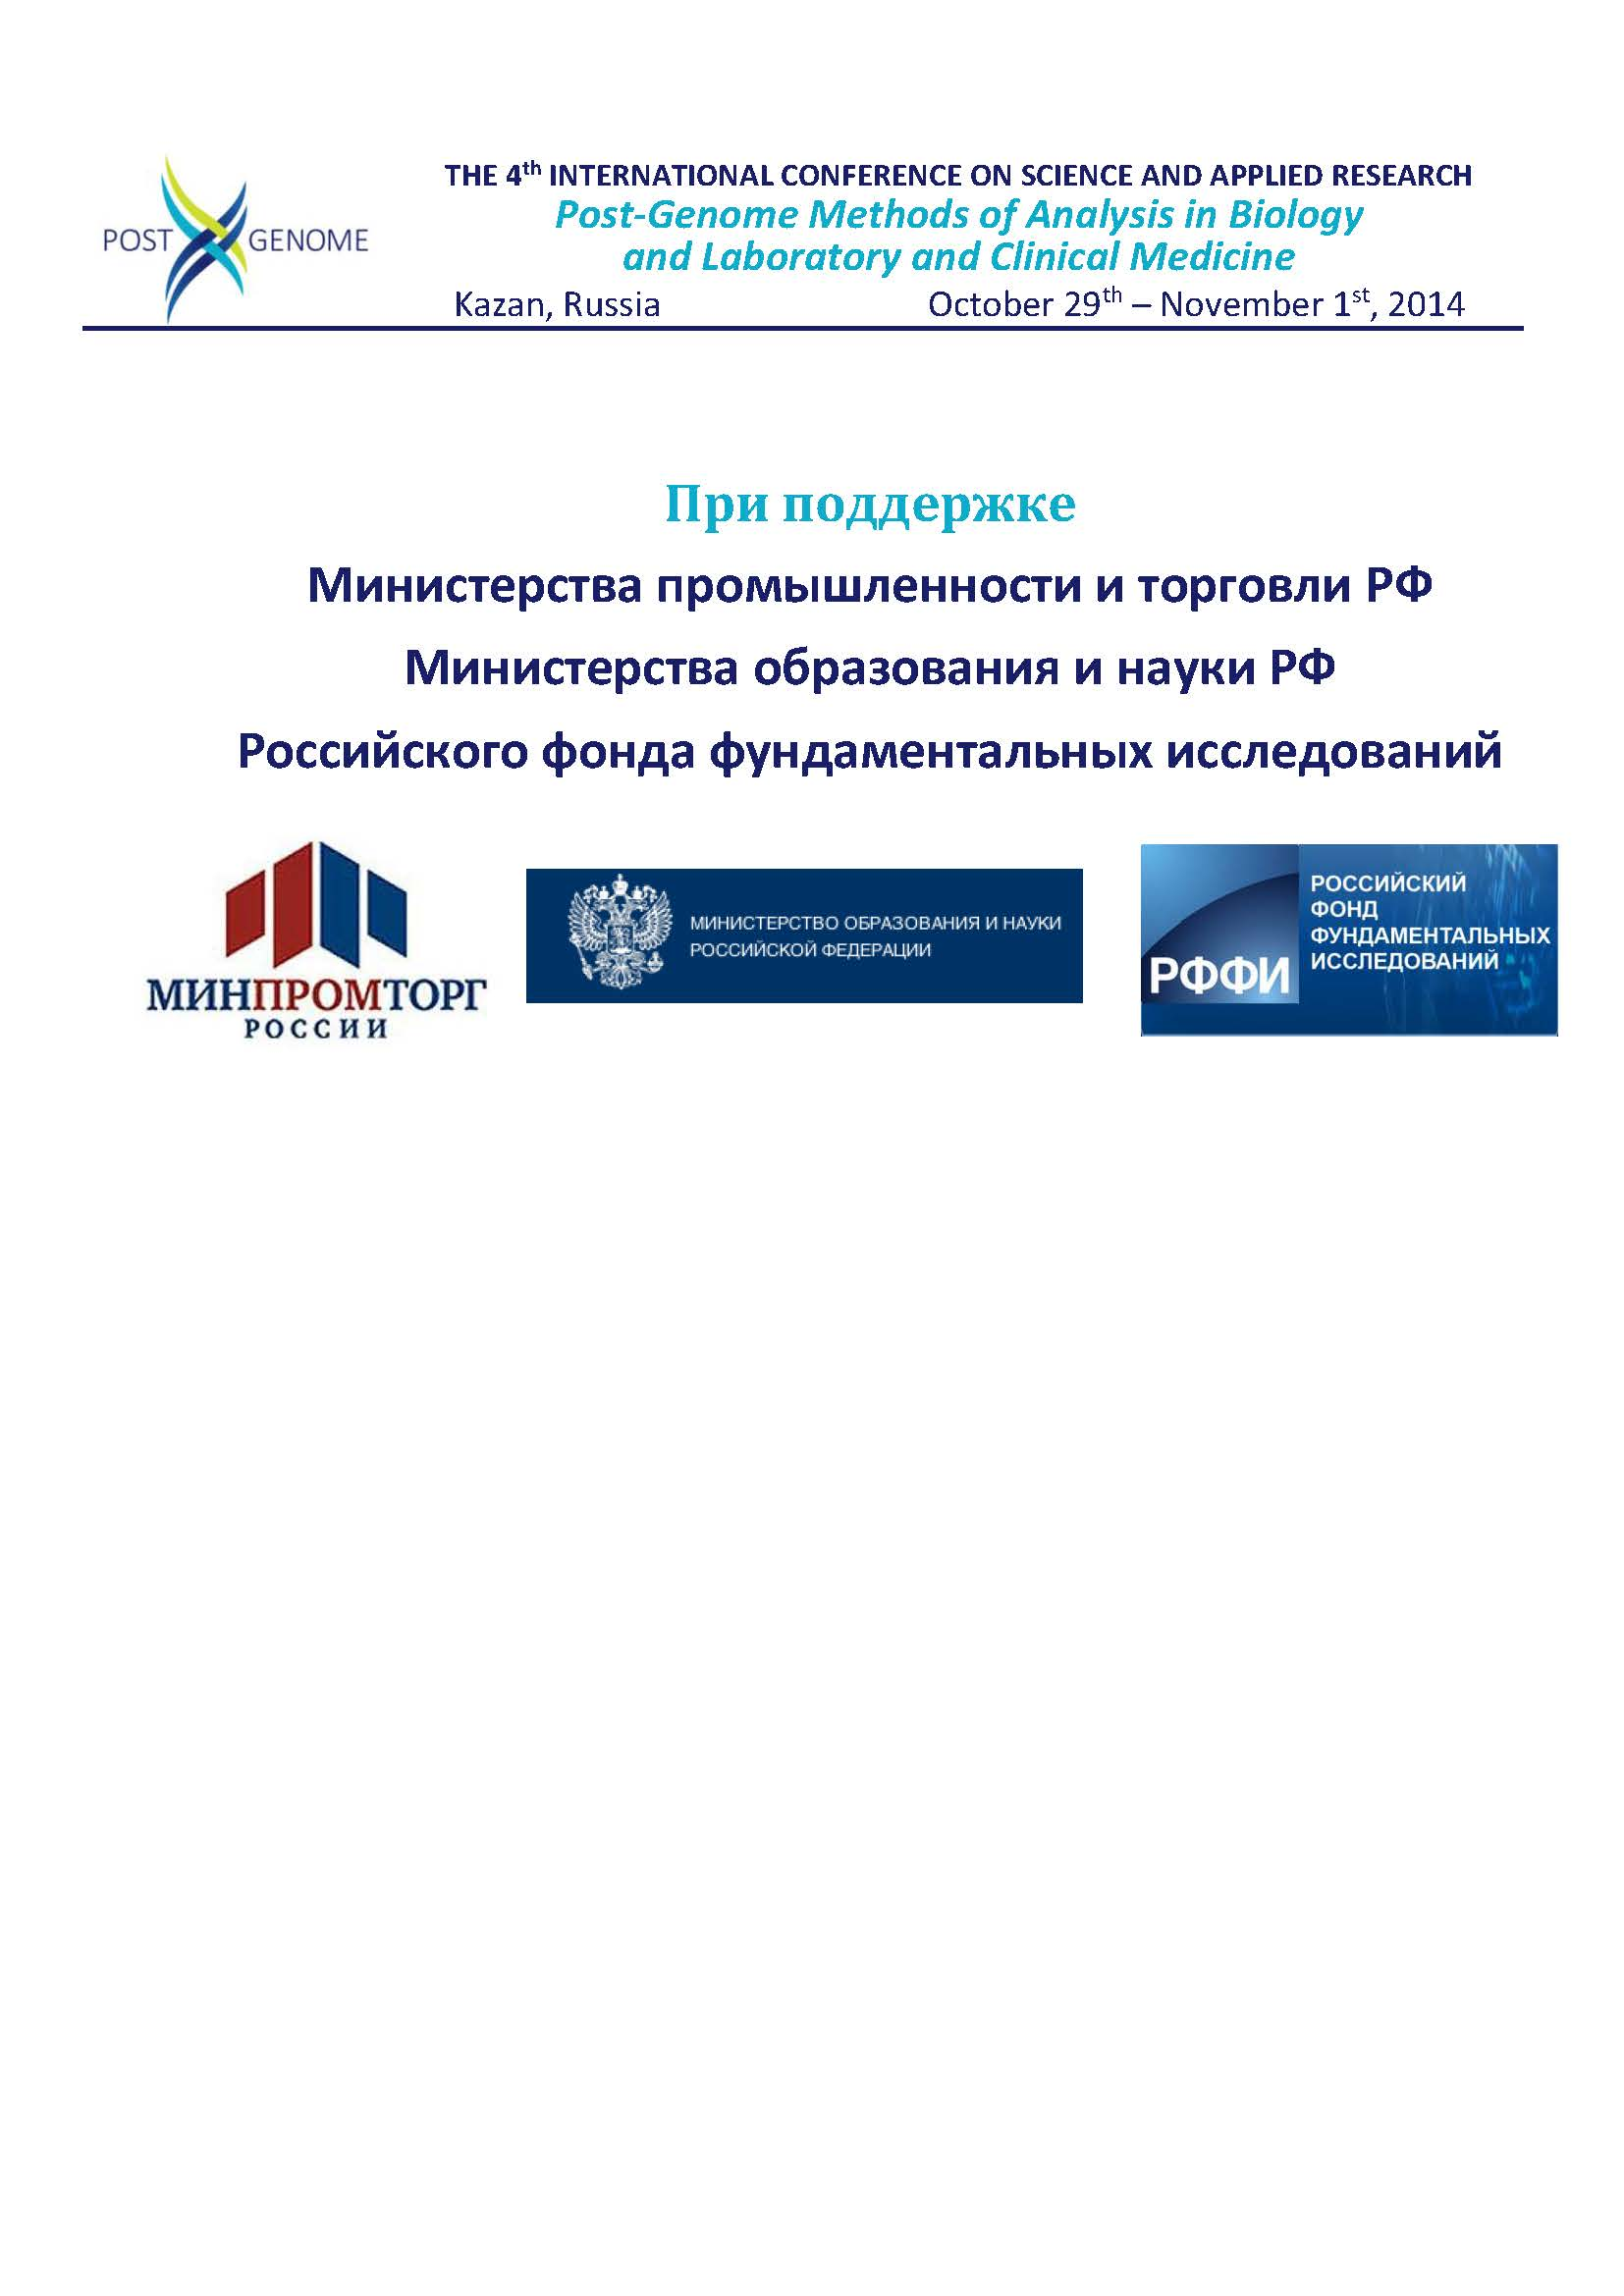 POST GENOME
THE 4th INTERNATIONAL CONFERENCE ON SCIENCE AND APPLIED RESEARCH
Post-Genome Methods of Analysis in Biology
and Laboratory and Clinical Medicine
Kazan, Russia October 29th – November 1st, 2014
При поддержке
Министерства промышленности и торговли РФ
Министерства образования и науки РФ
Российского фонда фундаментальных исследований
МИНПРОМТОРГ
РОССИИ
МИНИСТЕРСТВО ОБРАЗОВАНИЯ И НАУКИ
РОССИЙСКОЙ ФЕДЕРАЦИИ
РФФИ
РОССИЙСКИЙ
ФОНД
ФУНДАМЕНТАЛЬНЫХ
ИССЛЕДОВАНИЙ